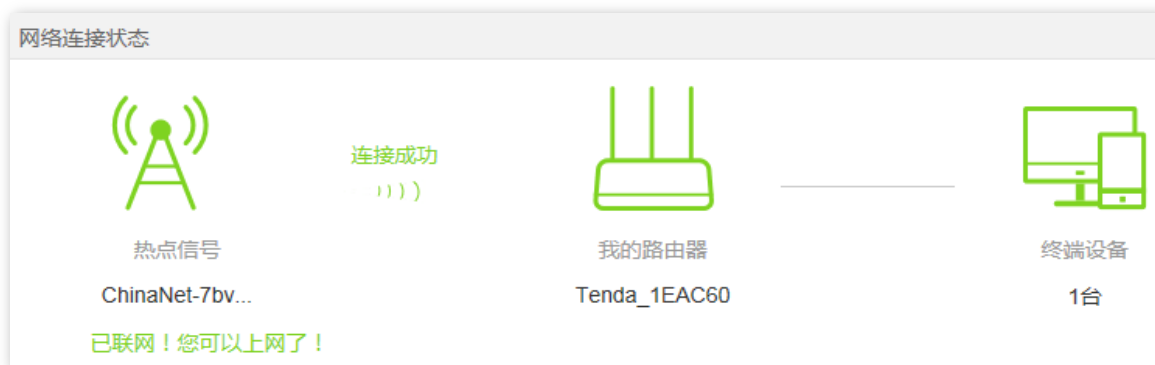 网络连接状态
连接成功
热点信号
我的路由器
终端设备
ChinaNet-7bv...
Tenda_1EAC60
1台
已联网！您可以上网了！